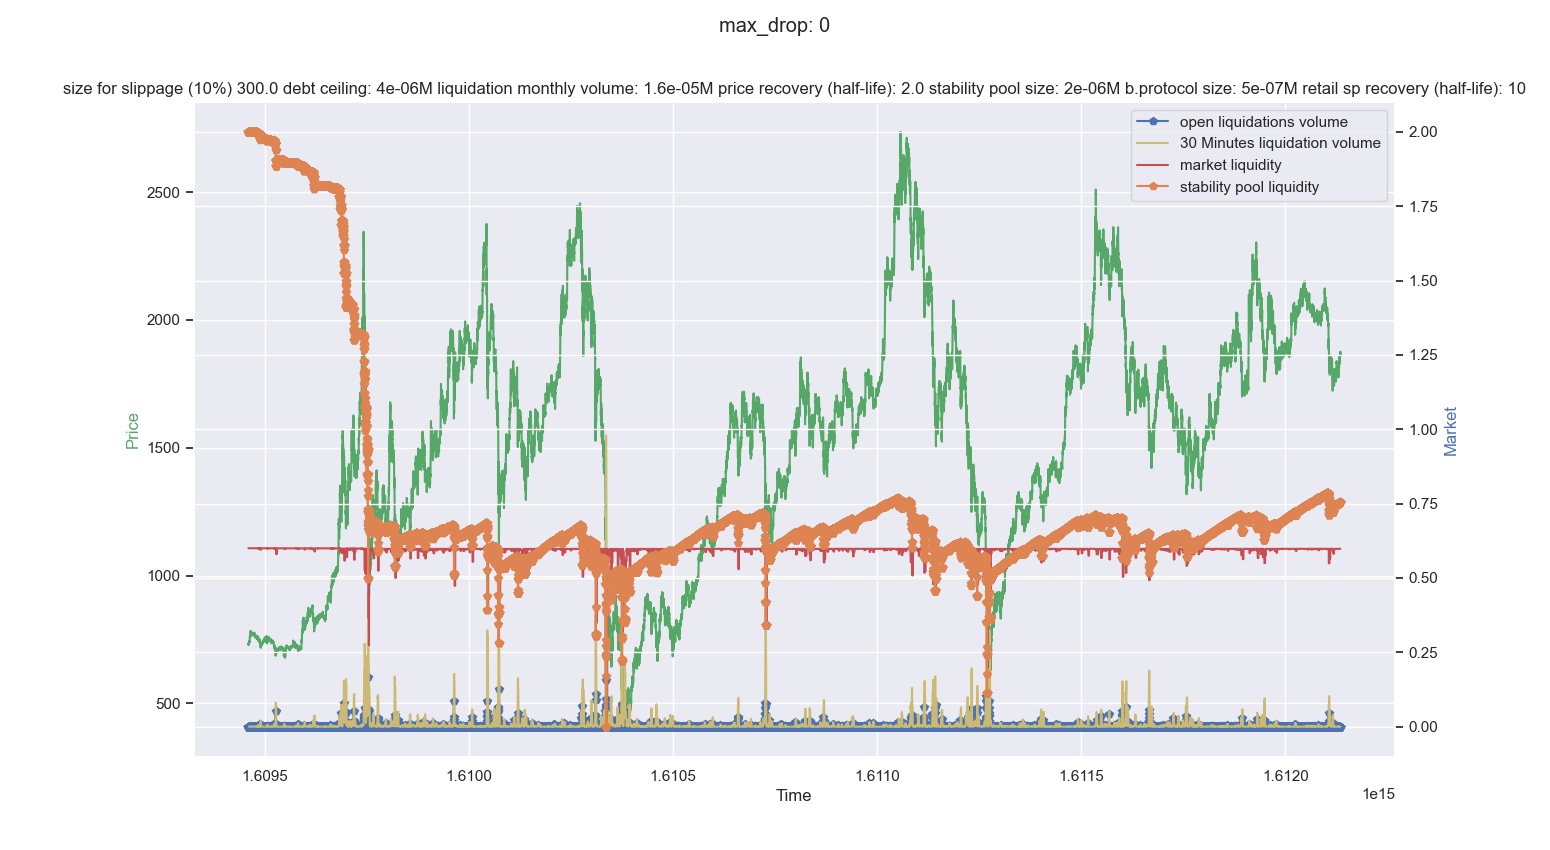 max_drop: 0
size for slippage (10%) 300.0 debt ceiling: 4e-06M liquidation monthly volume: 1.6e-05M price recovery (half-life): 2.0 stability pool size: 2e-06M b.protocol size: 5e-07M retail sp recovery (half-life): 10
open liquidations volume
30 Minutes liquidation volume
market liquidity
stability pool liquidity
2500
2000
1500
1000
500
Price
2.00
1.75
1.50
1.25
1.00
0.75
0.50
0.25
0.00
Market
1.6095 1.6100 1.6105 1.6110 1.6115 1.6120
Time
1e15